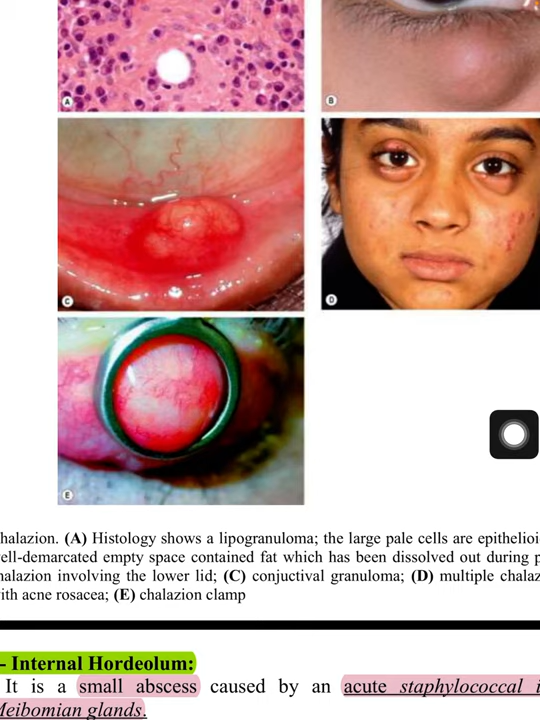 A
B
C
D
E
halazion. (A) Histology shows a lipogranuloma; the large pale cells are epithelioi
ell-demarcated empty space contained fat which has been dissolved out during p
halazion involving the lower lid; (C) conjuctival granuloma; (D) multiple chalaz
ith acne rosacea; (E) chalazion clamp
- Internal Hordeolum:
It is a small abscess caused by an acute staphylococcal i
Meibomian glands.